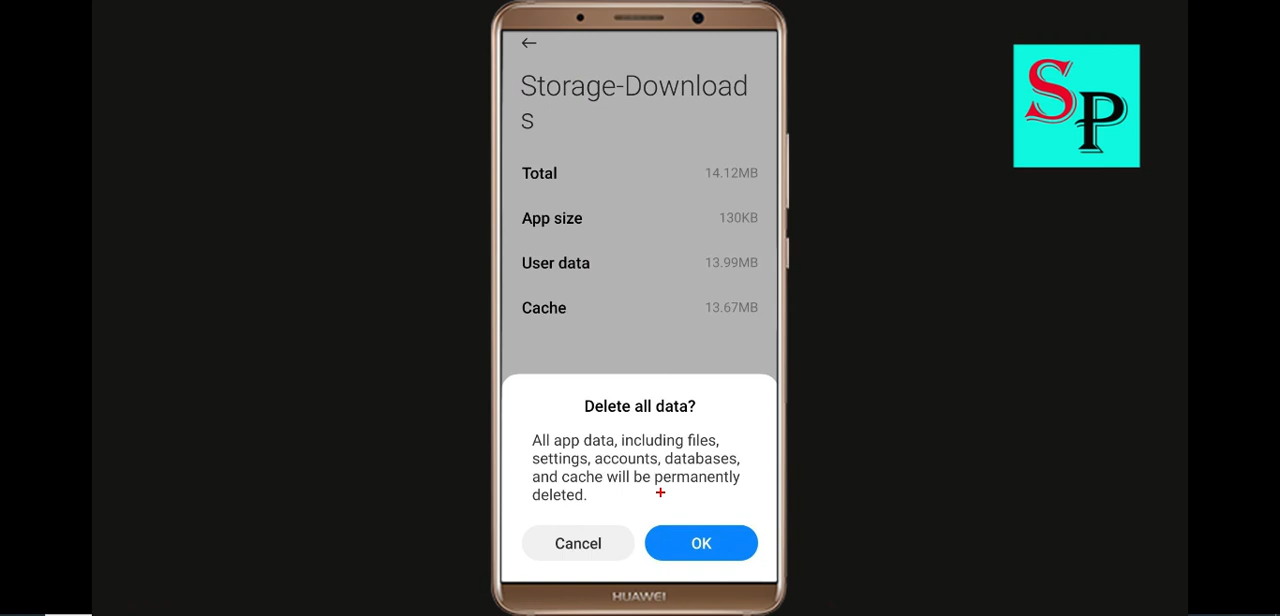 Storage-Download
s
Total 14.12MB
App size 130KB
User data 13.99MB
Cache 13.67MB
Delete all data?
All app data, including files,
settings, accounts, databases,
and cache will be permanently
deleted.
Cancel OK
HUAWEI
SP